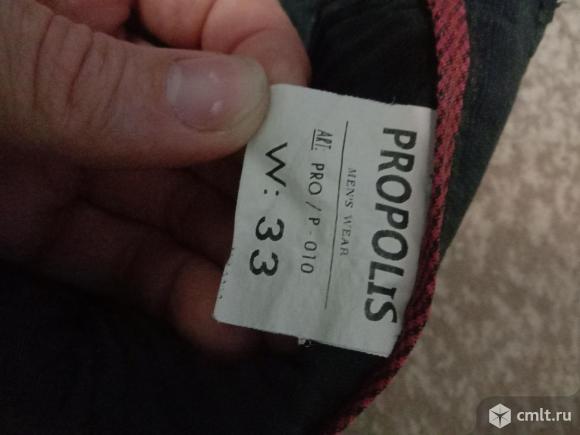 PROPOLIS
MEN'S WEAR
ART: PRO / P - 010
W: 33
cmlt.ru